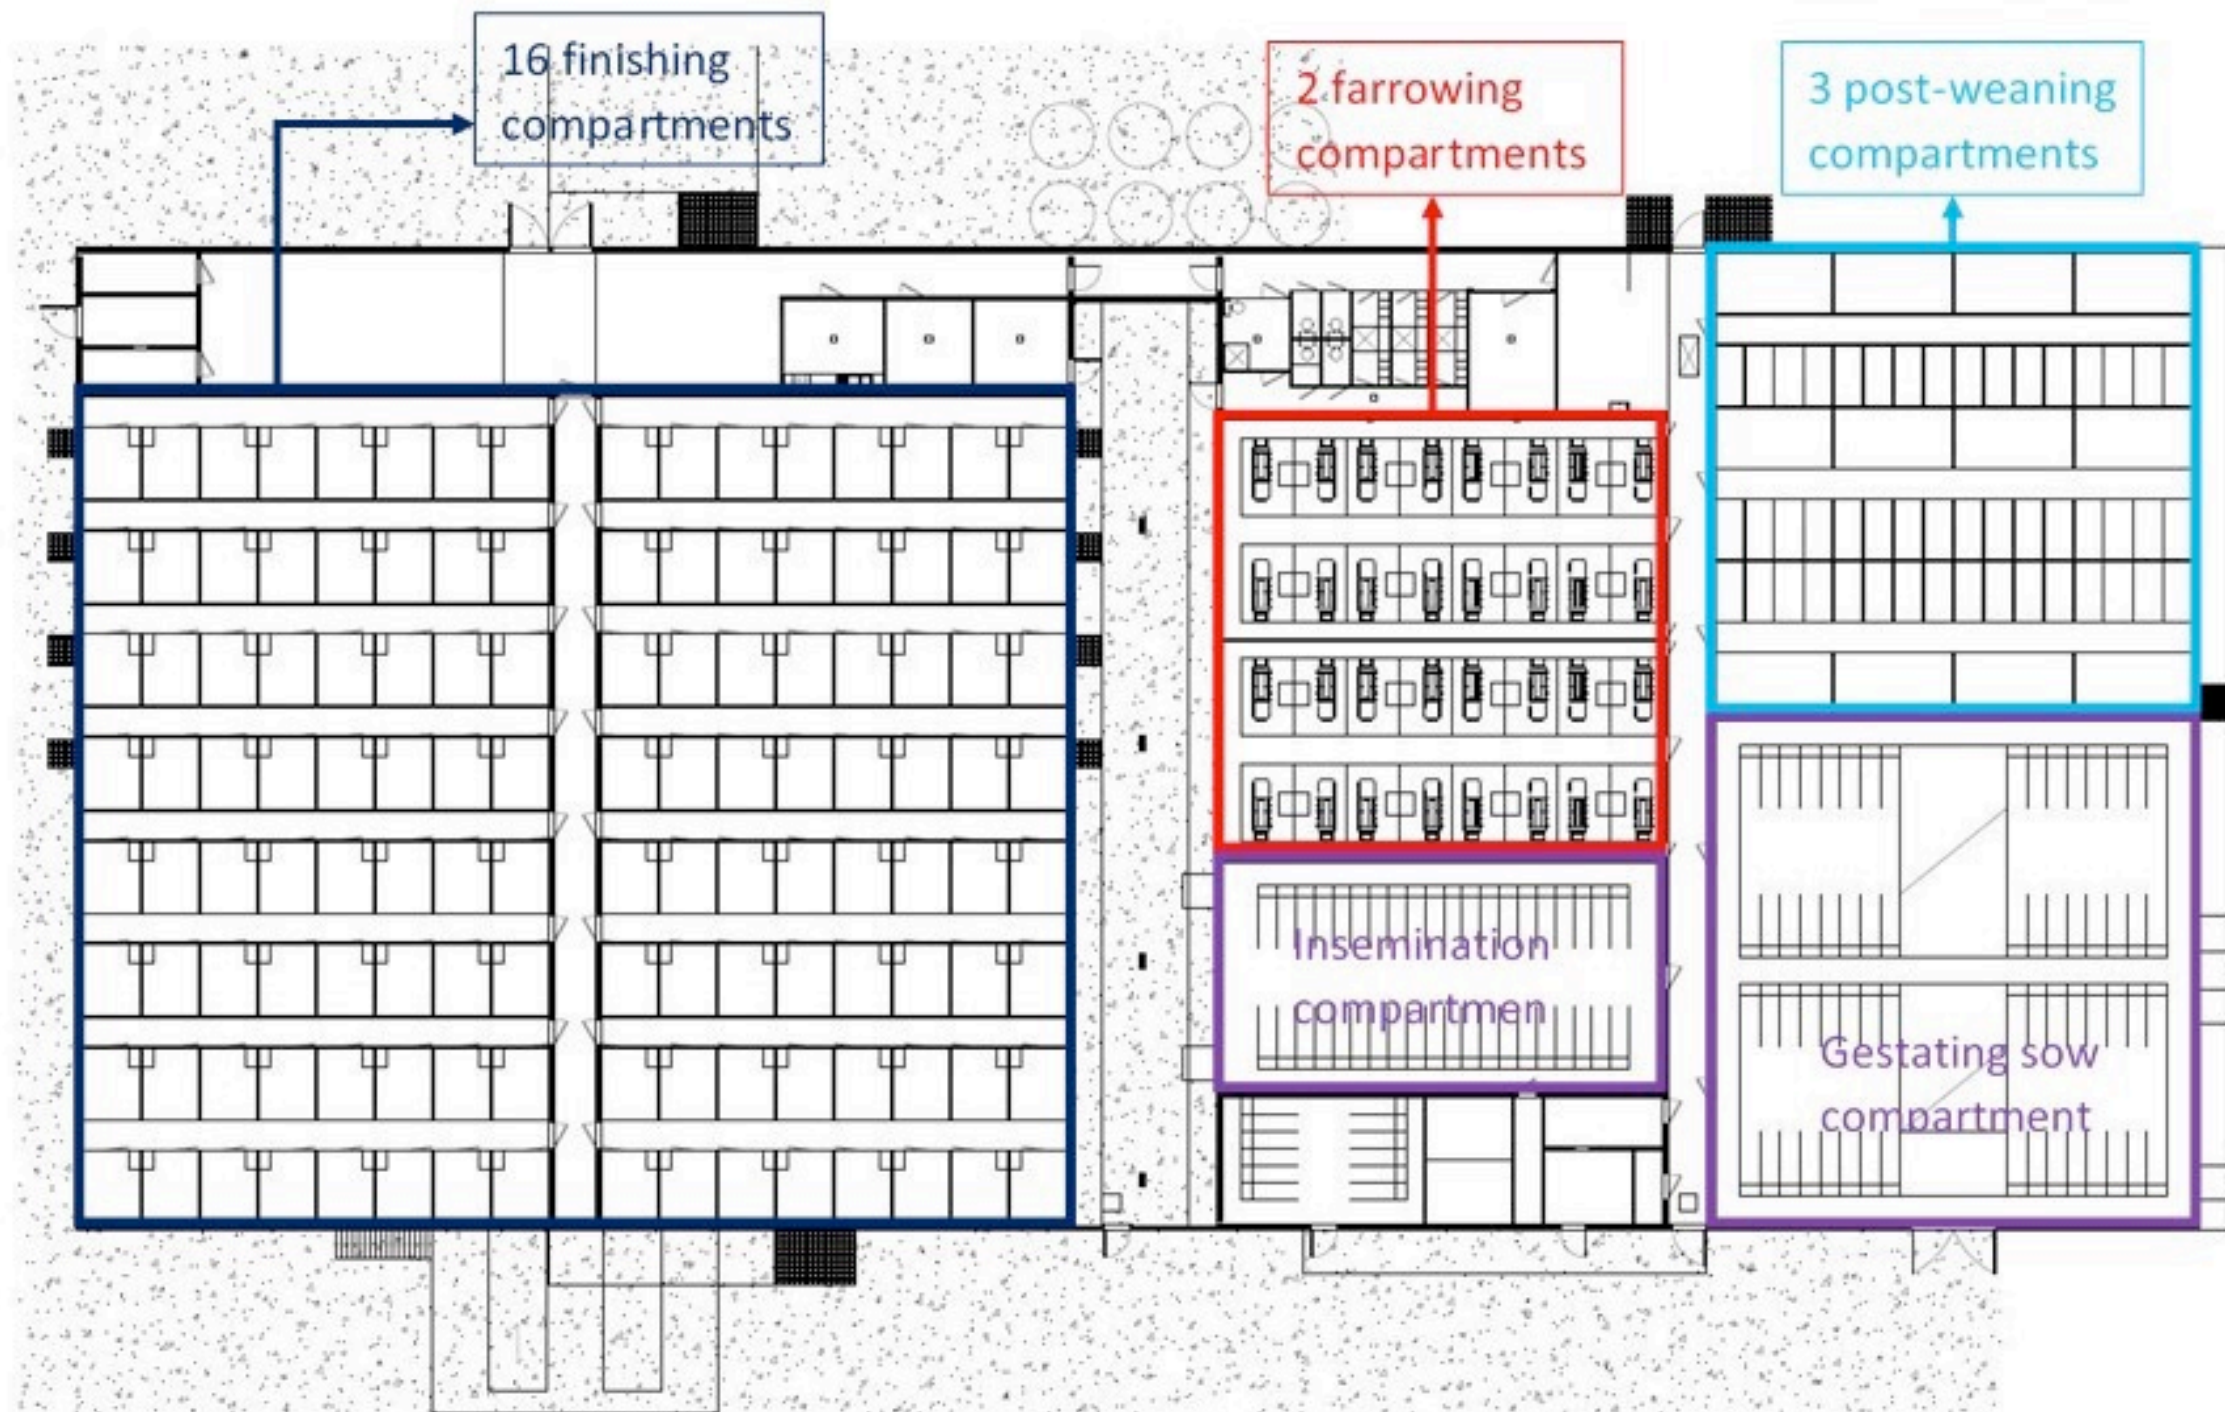 16 finishing
compartments
2 farrowing
compartments
3 post-weaning
compartments
Insemination
compartmen
Gestating sow
compartment